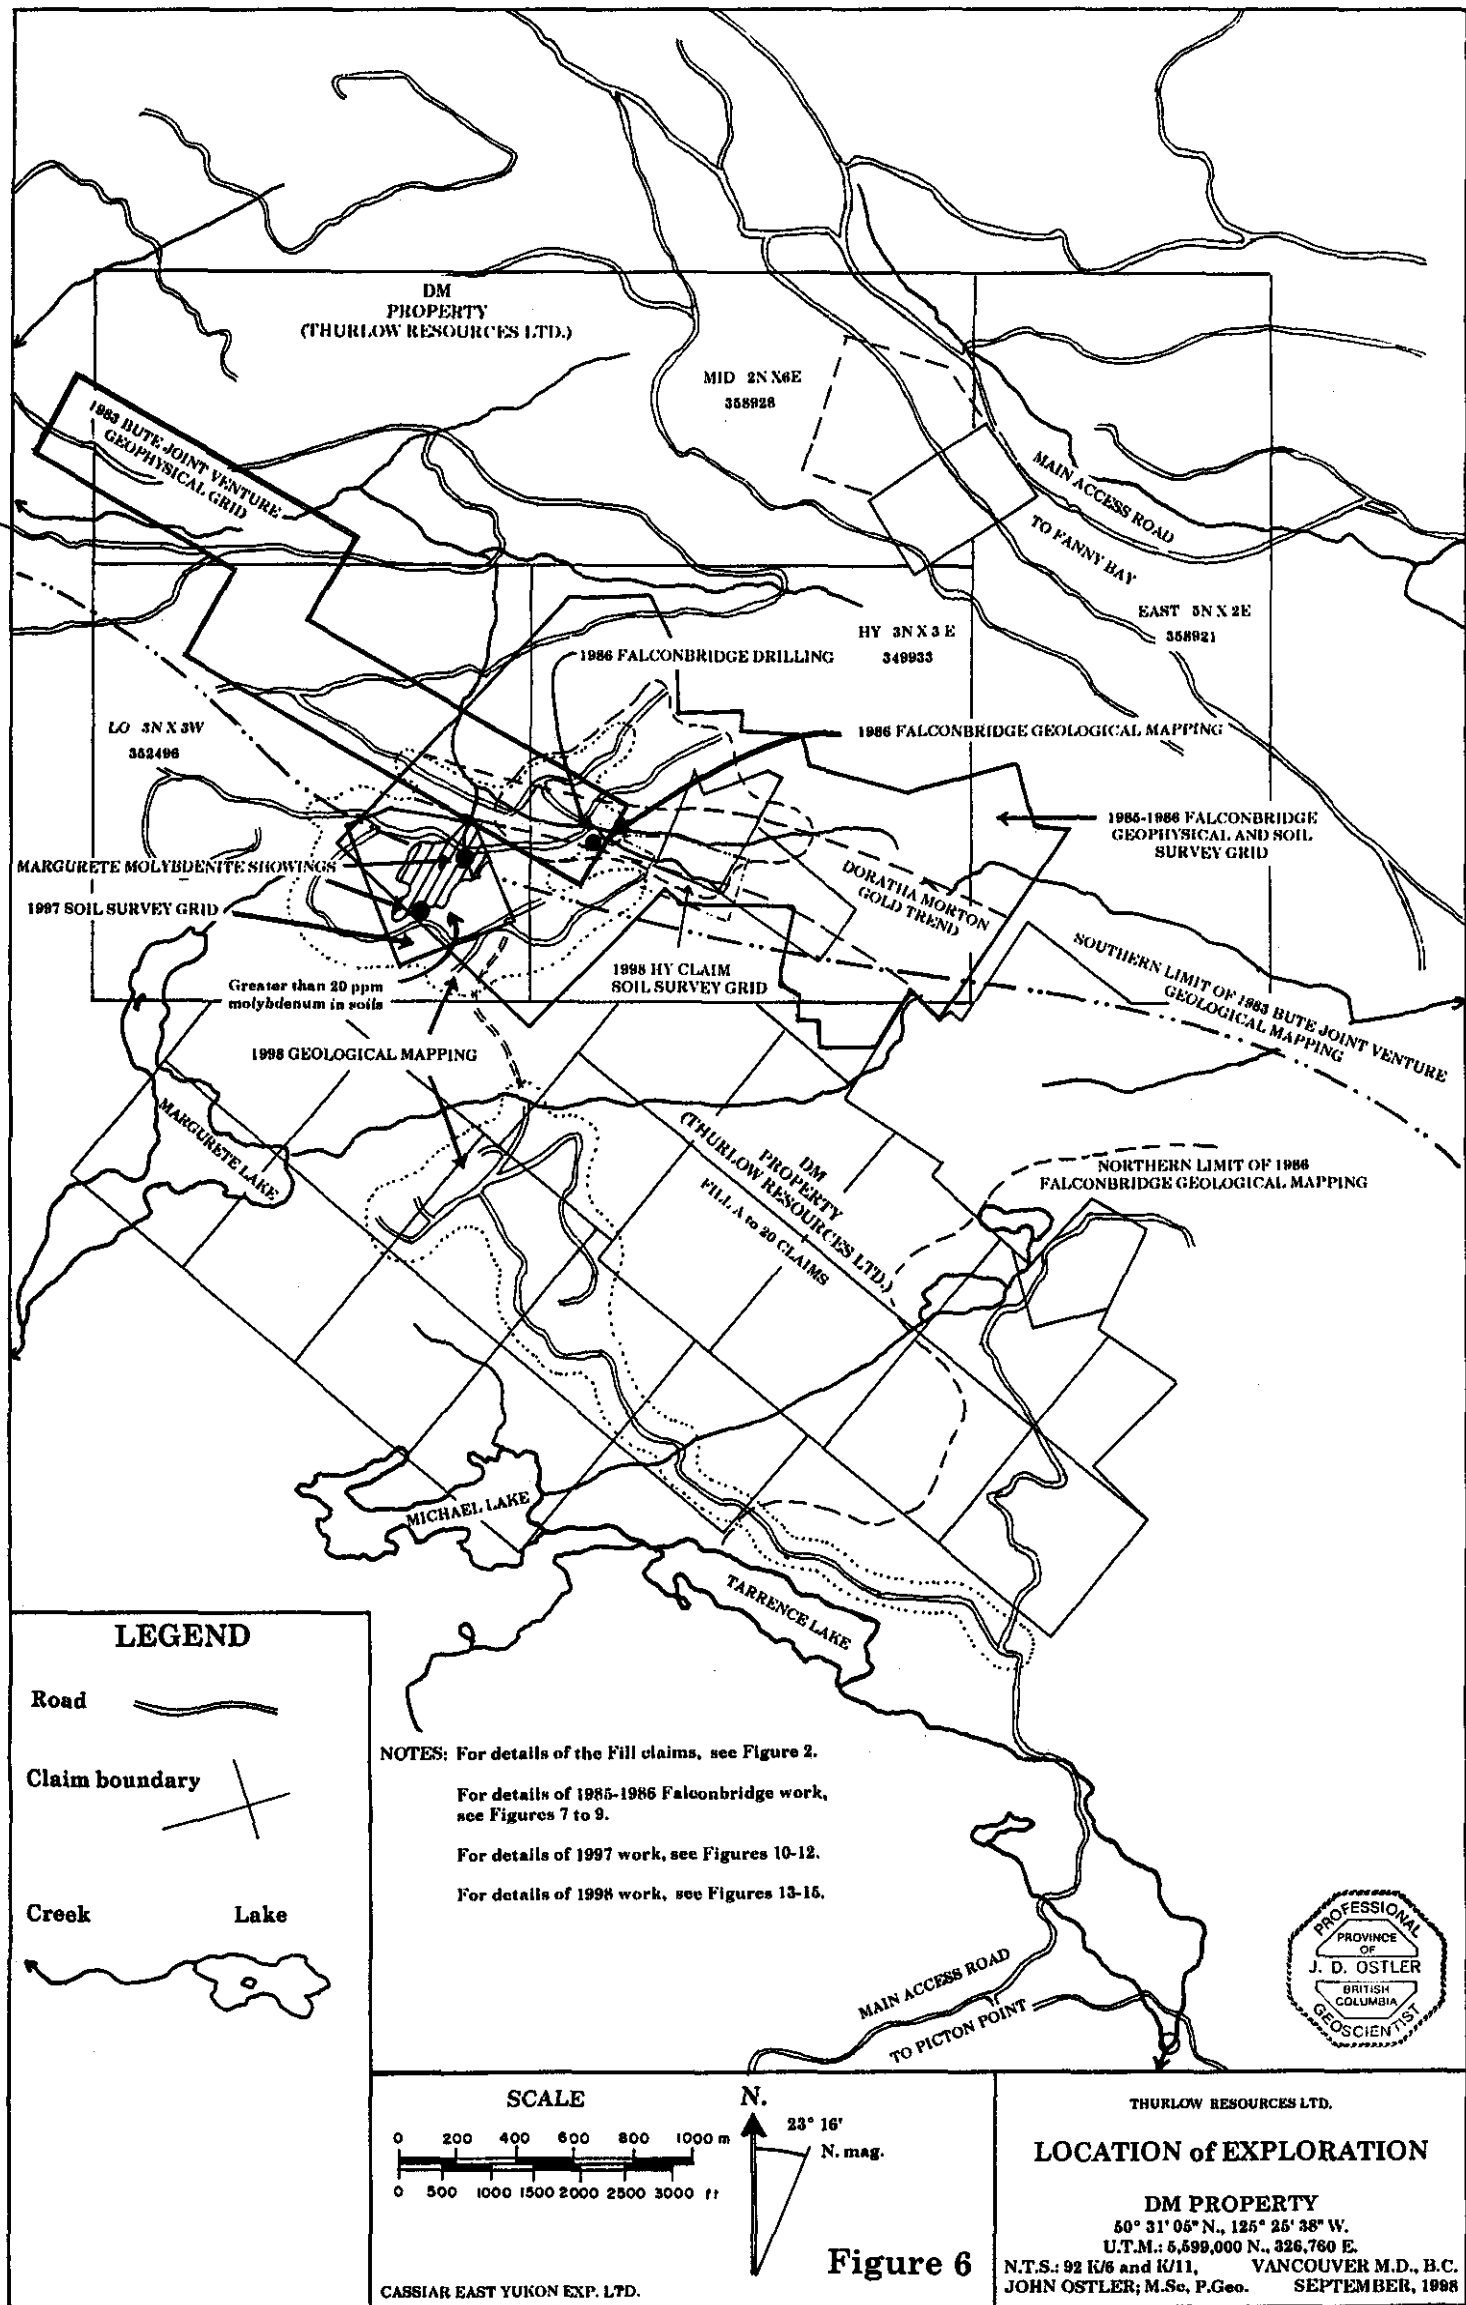 DM
PROPERTY
(THURLOW RESOURCES LTD.)
MID 2N X6E
358928
1983 BUTE JOINT VENTURE
GEOPHYSICAL GRID
MAIN ACCESS ROAD
TO FANNY BAY
EAST 5N X 2E
358921
HY 3N X 3 E
349933
1986 FALCONBRIDGE DRILLING
LO 3N X 3W
352496
1986 FALCONBRIDGE GEOLOGICAL MAPPING
1985-1986 FALCONBRIDGE
GEOPHYSICAL AND SOIL
SURVEY GRID
MARGURETE MOLYBDENITE SHOWINGS
DORATHA MORTON
GOLD TREND
1997 SOIL SURVEY GRID
SOUTHERN LIMIT OF 1983 BUTE JOINT VENTURE
GEOLOGICAL MAPPING
1998 HY CLAIM
SOIL SURVEY GRID
Greater than 20 ppm
molybdenum in soils
1998 GEOLOGICAL MAPPING
MARGURETE LAKE
DM
PROPERTY
(THURLOW RESOURCES LTD.)
FILL A to 20 CLAIMS
NORTHERN LIMIT OF 1986
FALCONBRIDGE GEOLOGICAL MAPPING
MICHAEL LAKE
TARRENCE LAKE
LEGEND
Road
Claim boundary
Creek Lake
NOTES: For details of the Fill claims, see Figure 2.
For details of 1985-1986 Falconbridge work,
see Figures 7 to 9.
For details of 1997 work, see Figures 10-12.
For details of 1998 work, see Figures 13-15.
MAIN ACCESS ROAD
TO PICTON POINT
PROFESSIONAL
PROVINCE
OF
J. D. OSTLER
BRITISH
COLUMBIA
GEOSCIENTIST
SCALE
0 200 400 600 800 1000 m
0 500 1000 1500 2000 2500 3000 ft
N.
23° 16'
N. mag.
CASSIAR EAST YUKON EXP. LTD.
Figure 6
THURLOW RESOURCES LTD.
LOCATION of EXPLORATION
DM PROPERTY
50° 31' 05" N., 125° 25' 38" W.
U.T.M.: 5,599,000 N., 326,760 E.
N.T.S.: 92 K/6 and K/11, VANCOUVER M.D., B.C.
JOHN OSTLER; M.Sc, P.Geo. SEPTEMBER, 1998